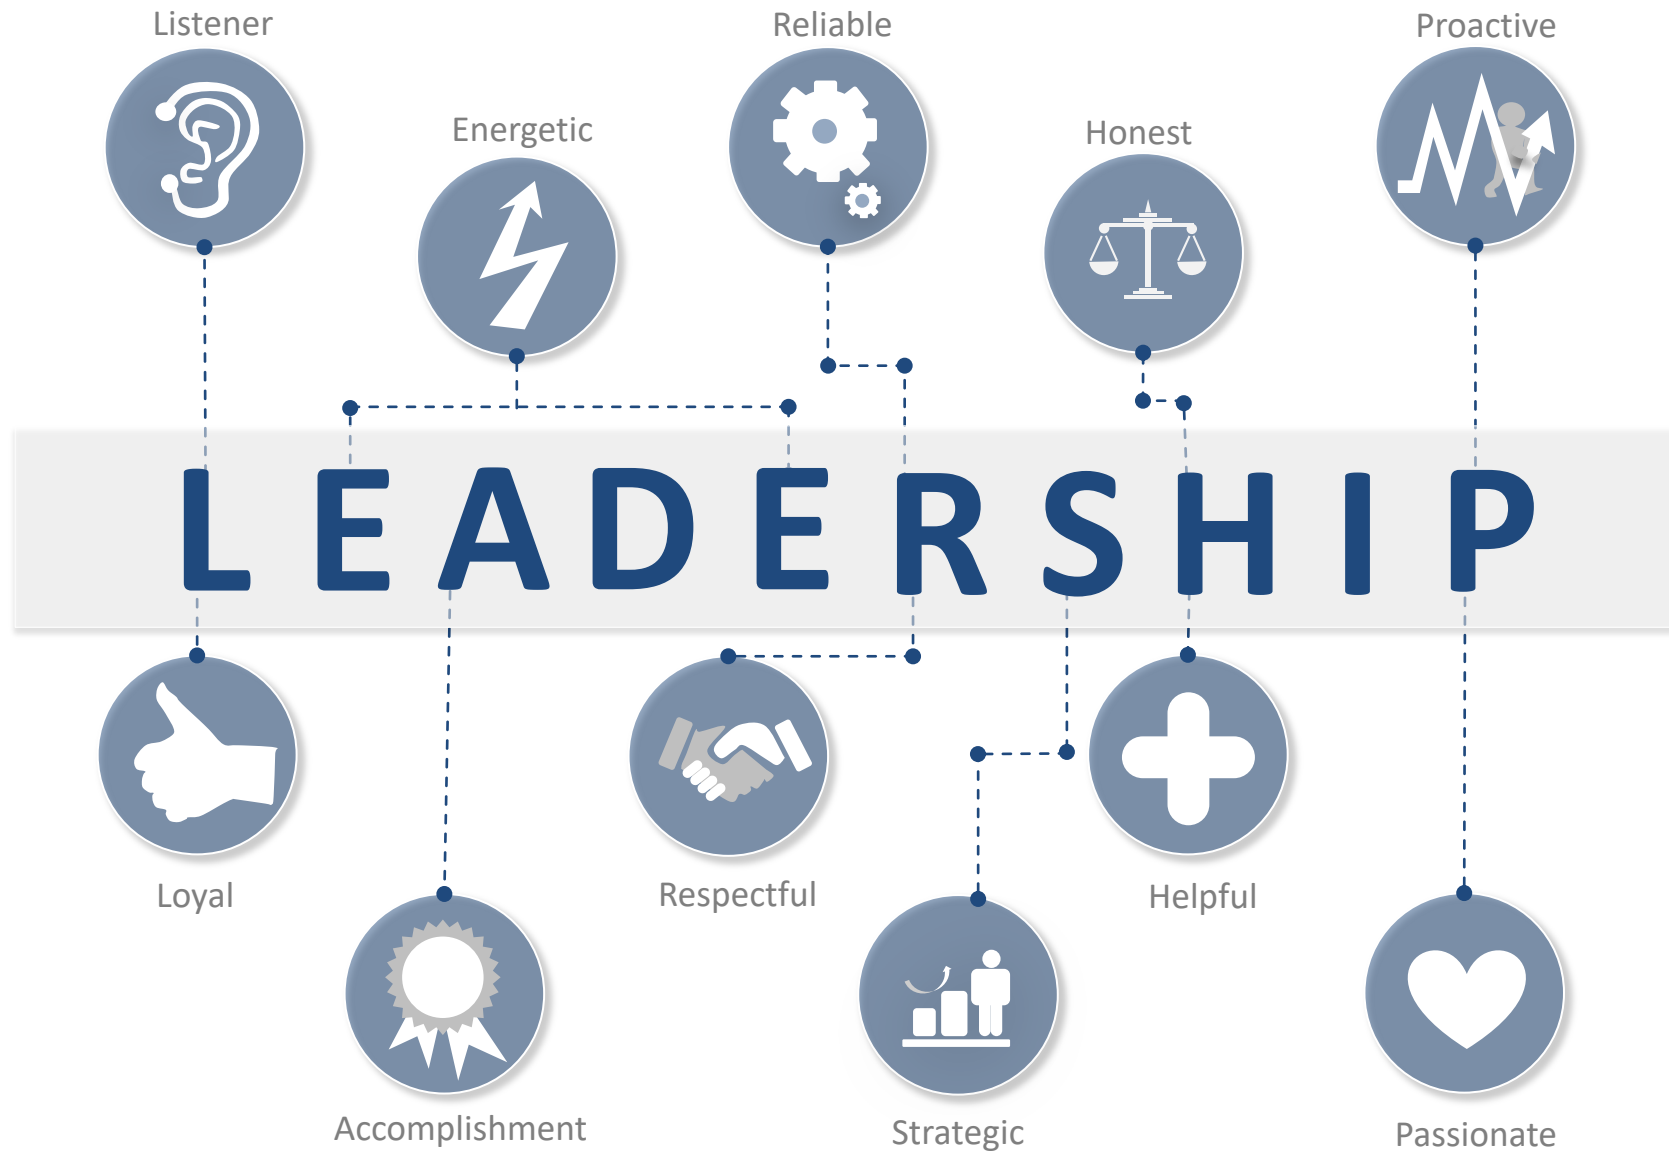 Listener
Reliable
Proactive
Energetic
Honest
LEADERSHIP
Loyal
Respectful
Helpful
Accomplishment
Strategic
Passionate